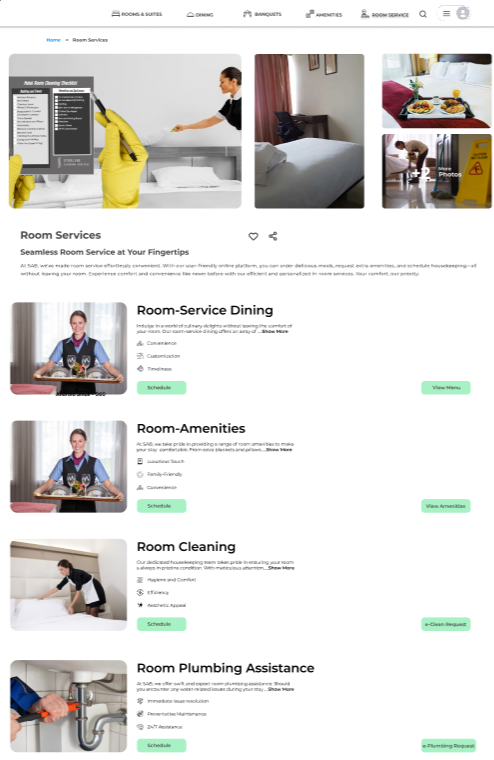 ROOMS & SUITES
DINING
BANQUETS
AMENITIES
ROOM SERVICE
Home
Room Services
Hotel Room Cleaning Checklist
+2
More
Photos
Room Services
Seamless Room Service at Your Fingertips
At SAB, we've made room service effortlessly convenient. With our user-friendly online platform, you can order delicious meals, request extra amenities, and schedule housekeeping—all
without leaving your room. Experience comfort and convenience like never before with our efficient and personalized in-room services. Your comfort, our priority.
Room-Service Dining
Indulge in a world of culinary delights without leaving the comfort of
your room. Our room-service dining offers an array of ....Show More
Convenience
Customization
Timeliness
Schedule
View Menu
Room-Amenities
At SAB, we take pride in providing a range of room amenities to make
your stay comfortable. From extra blankets and pillows....Show More
Luxurious Touch
Family-Friendly
Convenience
Schedule
View Amenities
Room Cleaning
Our dedicated housekeeping team takes pride in ensuring your room
is always in pristine condition. With meticulous attention....Show More
Hygiene and Comfort
Efficiency
Aesthetic Appeal
Schedule
e-Clean Request
Room Plumbing Assistance
At SAB, we offer swift and expert room plumbing assistance. Should
you encounter any water-related issues during your stay....Show More
Immediate Issue resolution
Preventative Maintenance
24/7 Assistance
Schedule
e-Plumbing Request